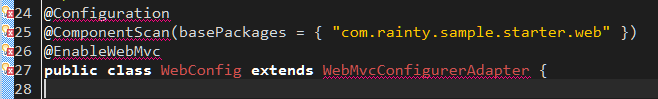 24 @Configuration
25 @ComponentScan(basePackages = { "com.rainty.sample.starter.web" })
26 @EnableWebMvc
27 public class WebConfig extends WebMvcConfigurerAdapter {
28